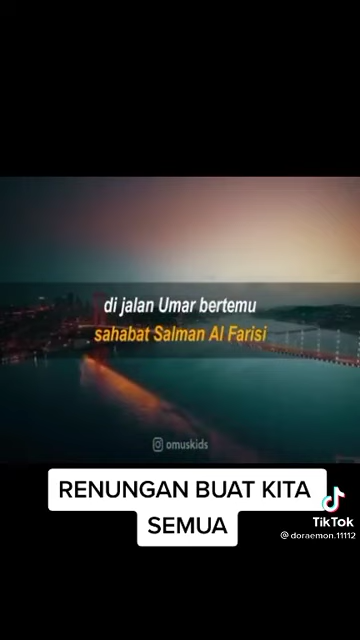 di jalan Umar bertemu
sahabat Salman Al Farisi
omuskids
RENUNGAN BUAT KITA
SEMUA
TikTok
@doraemon.11112